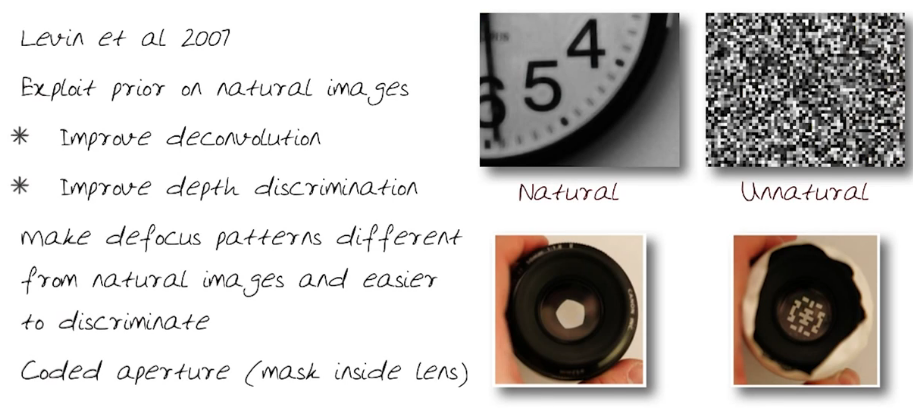 Levin et al 2007
Exploit prior on natural images
* Improve deconvolution
* Improve depth discrimination
make defocus patterns different
from natural images and easier
to discriminate
Coded aperture (mask inside lens)
4
5
6
Natural
Unnatural